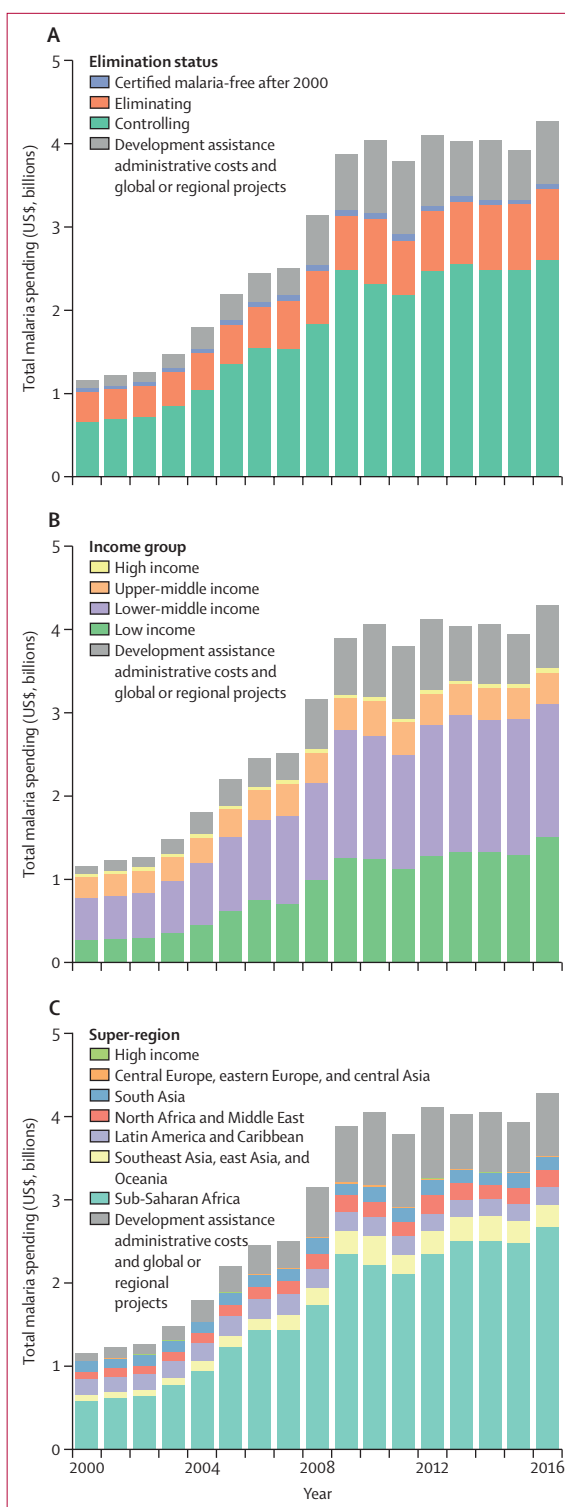 A
Elimination status
Certified malaria-free after 2000
Eliminating
Controlling
Development assistance
administrative costs and
global or regional projects
Total malaria spending (US$, billions)
5
4
3
2
1
0
B
Income group
High income
Upper-middle income
Lower-middle income
Low income
Development assistance
administrative costs and
global or regional projects
Total malaria spending (US$, billions)
5
4
3
2
1
0
C
Super-region
High income
Central Europe, eastern Europe, and central Asia
South Asia
North Africa and Middle East
Latin America and Caribbean
Southeast Asia, east Asia, and
Oceania
Sub-Saharan Africa
Development assistance
administrative costs
and global or
regional
projects
Total malaria spending (US$, billions)
5
4
3
2
1
0
2000 2004 2008 2012 2016
Year